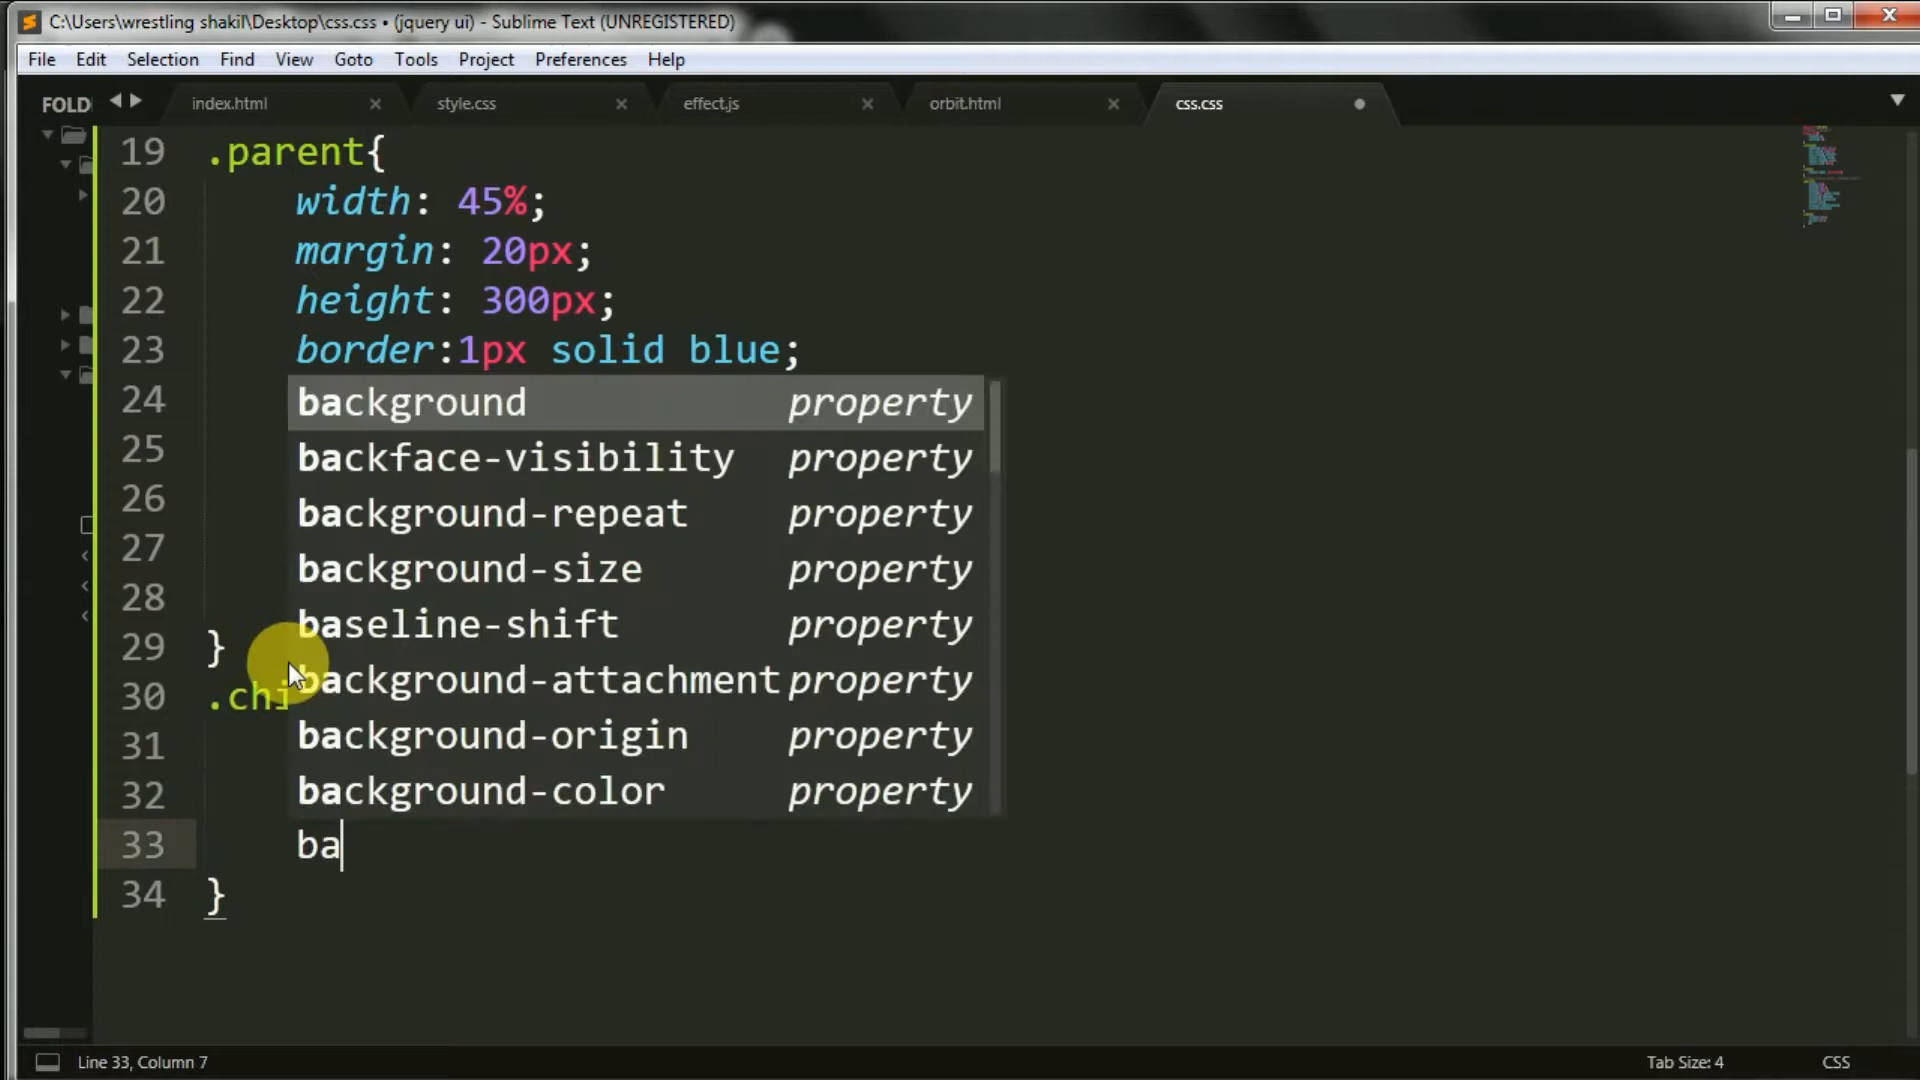 C:\Users\wrestling shakil\Desktop\css.css • (jquery ui) - Sublime Text (UNREGISTERED)
File Edit Selection Find View Goto Tools Project Preferences Help
FOLD index.html style.css effect.js orbit.html css.css
19 .parent{
20 width: 45%;
21 margin: 20px;
22 height: 300px;
23 border:1px solid blue;
24 background property
25 backface-visibility property
26 background-repeat property
27 background-size property
28 baseline-shift property
29 } background-attachment property
30 .chi
31 background-origin property
32 background-color property
33 ba
34 }
Line 33, Column 7 Tab Size: 4 CSS